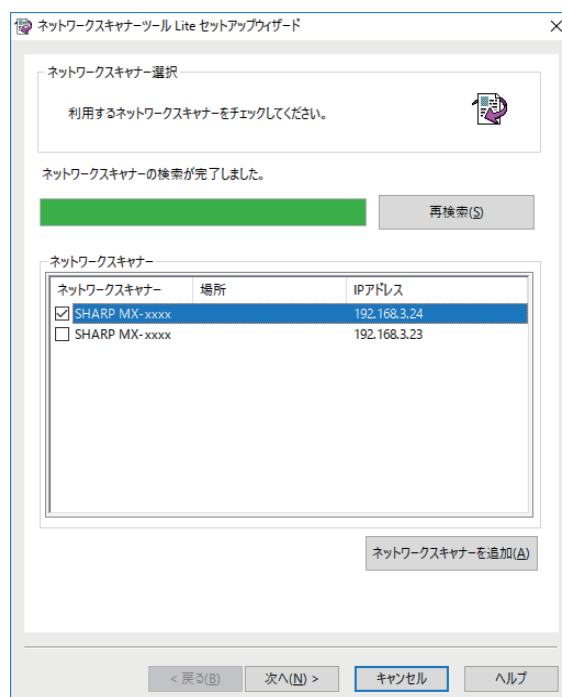 ネットワークスキャナーツール Lite セットアップウィザード
ネットワークスキャナー選択
利用するネットワークスキャナーをチェックしてください。
ネットワークスキャナーの検索が完了しました。
再検索(S)
ネットワークスキャナー
ネットワークスキャナー 場所 IPアドレス
SHARP MX-xxxx 192.168.3.24
SHARP MX-xxxx 192.168.3.23
ネットワークスキャナーを追加(A)
< 戻る(B) 次へ(N) > キャンセル ヘルプ